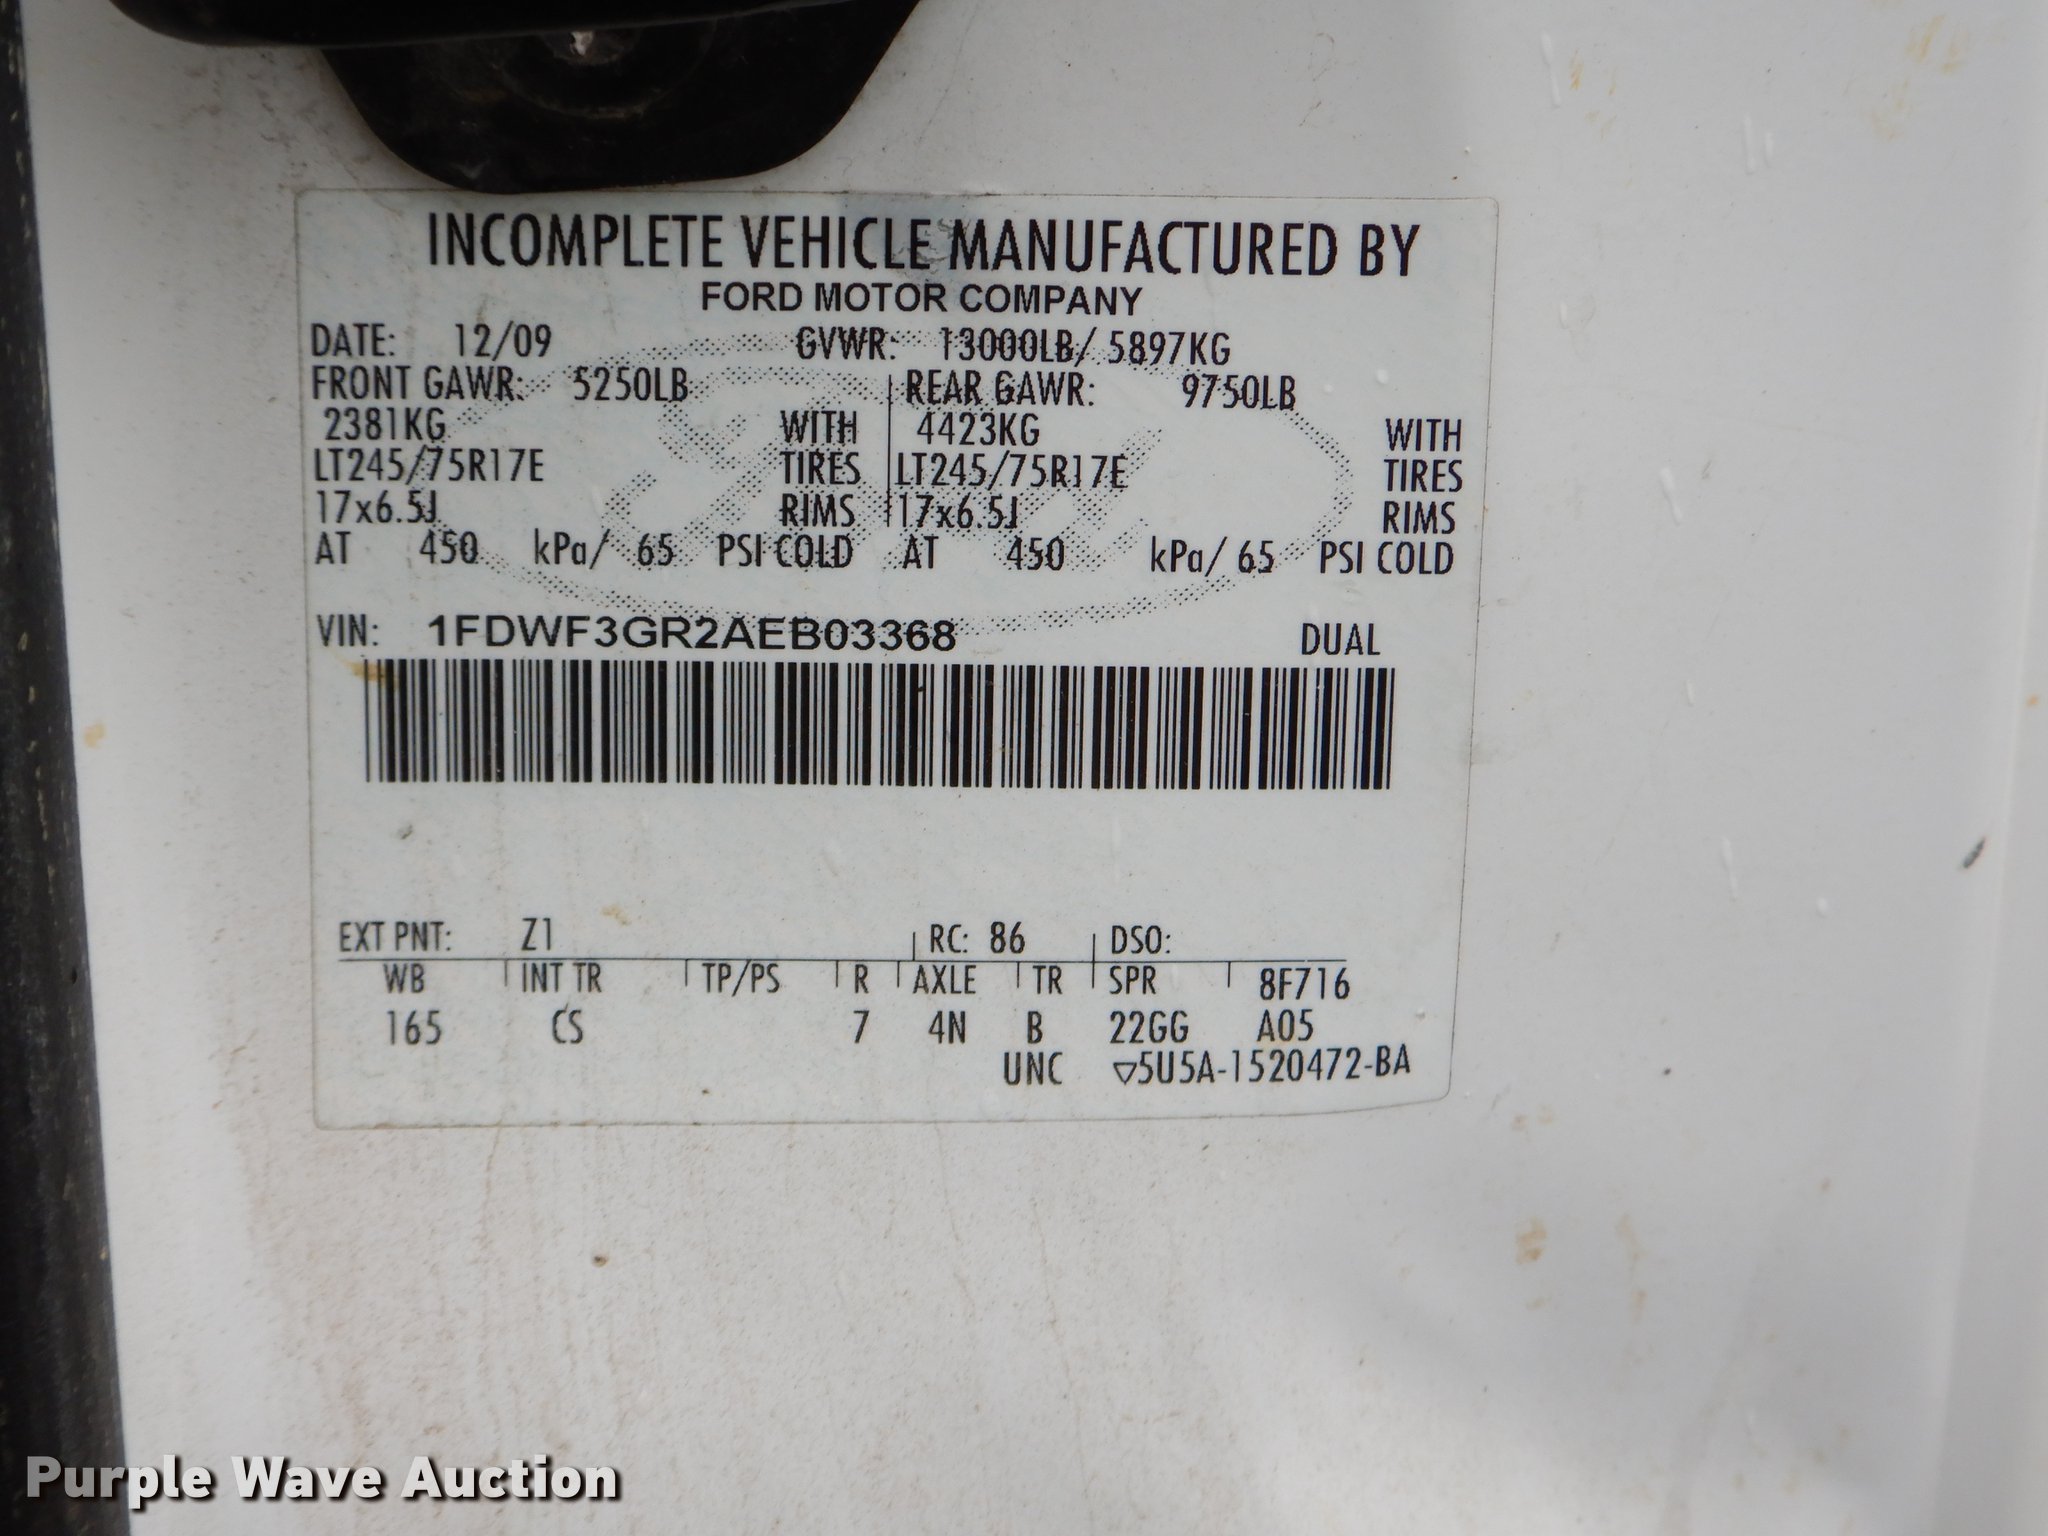 INCOMPLETE VEHICLE MANUFACTURED BY
FORD MOTOR COMPANY
DATE: 12/09 GVWR: 13000LB/ 5897KG
FRONT GAWR: 5250LB REAR GAWR: 9750LB
2381KG WITH 4423KG WITH
LT245/75R17E TIRES LT245/75R17E TIRES
17x6.5J RIMS 17x6.5J RIMS
AT 450 kPa/ 65 PSI COLD AT 450 kPa/ 65 PSI COLD
VIN: 1FDWF3GR2AEB03368 DUAL
EXT PNT: Z1 RC: 86 DSO:
WB INT TR TP/PS R AXLE TR SPR 8F716
165 CS 7 4N B 22GG A05
UNC ▽5U5A-1520472-BA
Purple Wave Auction